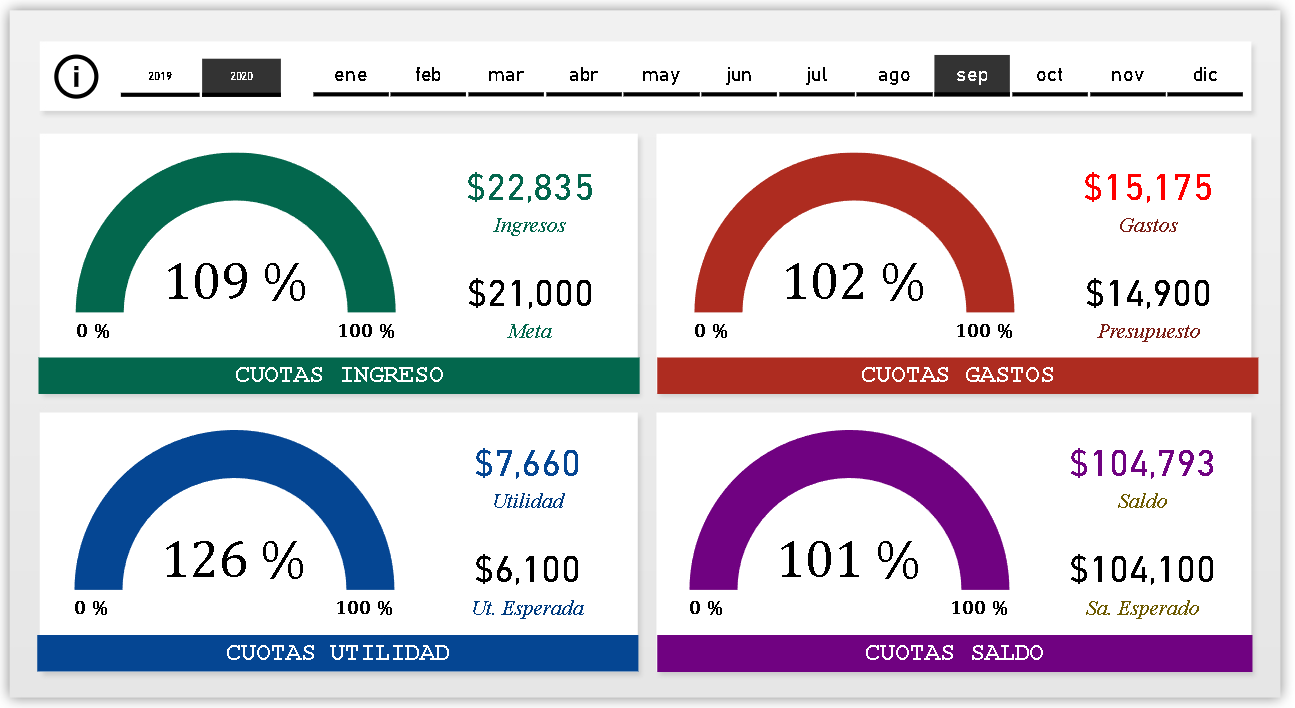 i 2019 2020 ene feb mar abr may jun jul ago sep oct nov dic
$22,835
Ingresos
109 %
$21,000
0 % 100 %
Meta
CUOTAS INGRESO
$15,175
Gastos
102 %
$14,900
0 % 100 %
Presupuesto
CUOTAS GASTOS
$7,660
Utilidad
126 %
$6,100
0 % 100 %
Ut. Esperada
CUOTAS UTILIDAD
$104,793
Saldo
101 %
$104,100
0 % 100 %
Sa. Esperado
CUOTAS SALDO